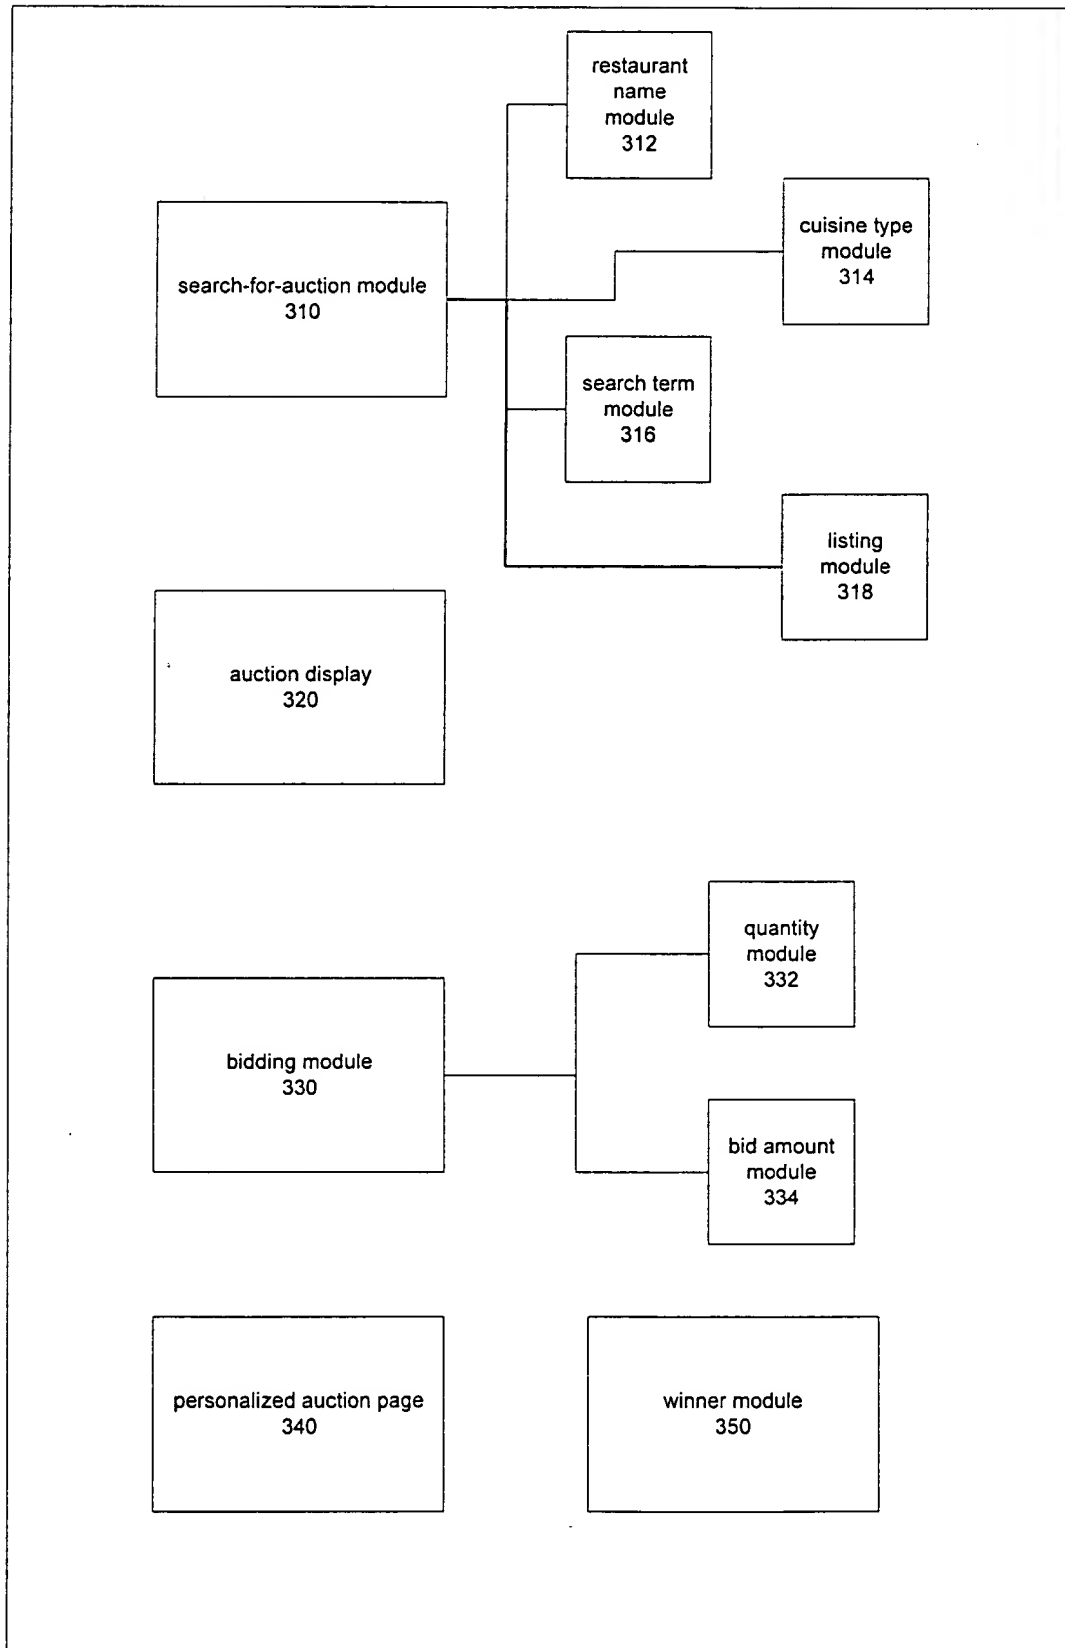 restaurant
name
module
312
cuisine type
module
314
search-for-auction module
310
search term
module
316
listing
module
318
auction display
320
quantity
module
332
bidding module
330
bid amount
module
334
personalized auction page
340
winner module
350